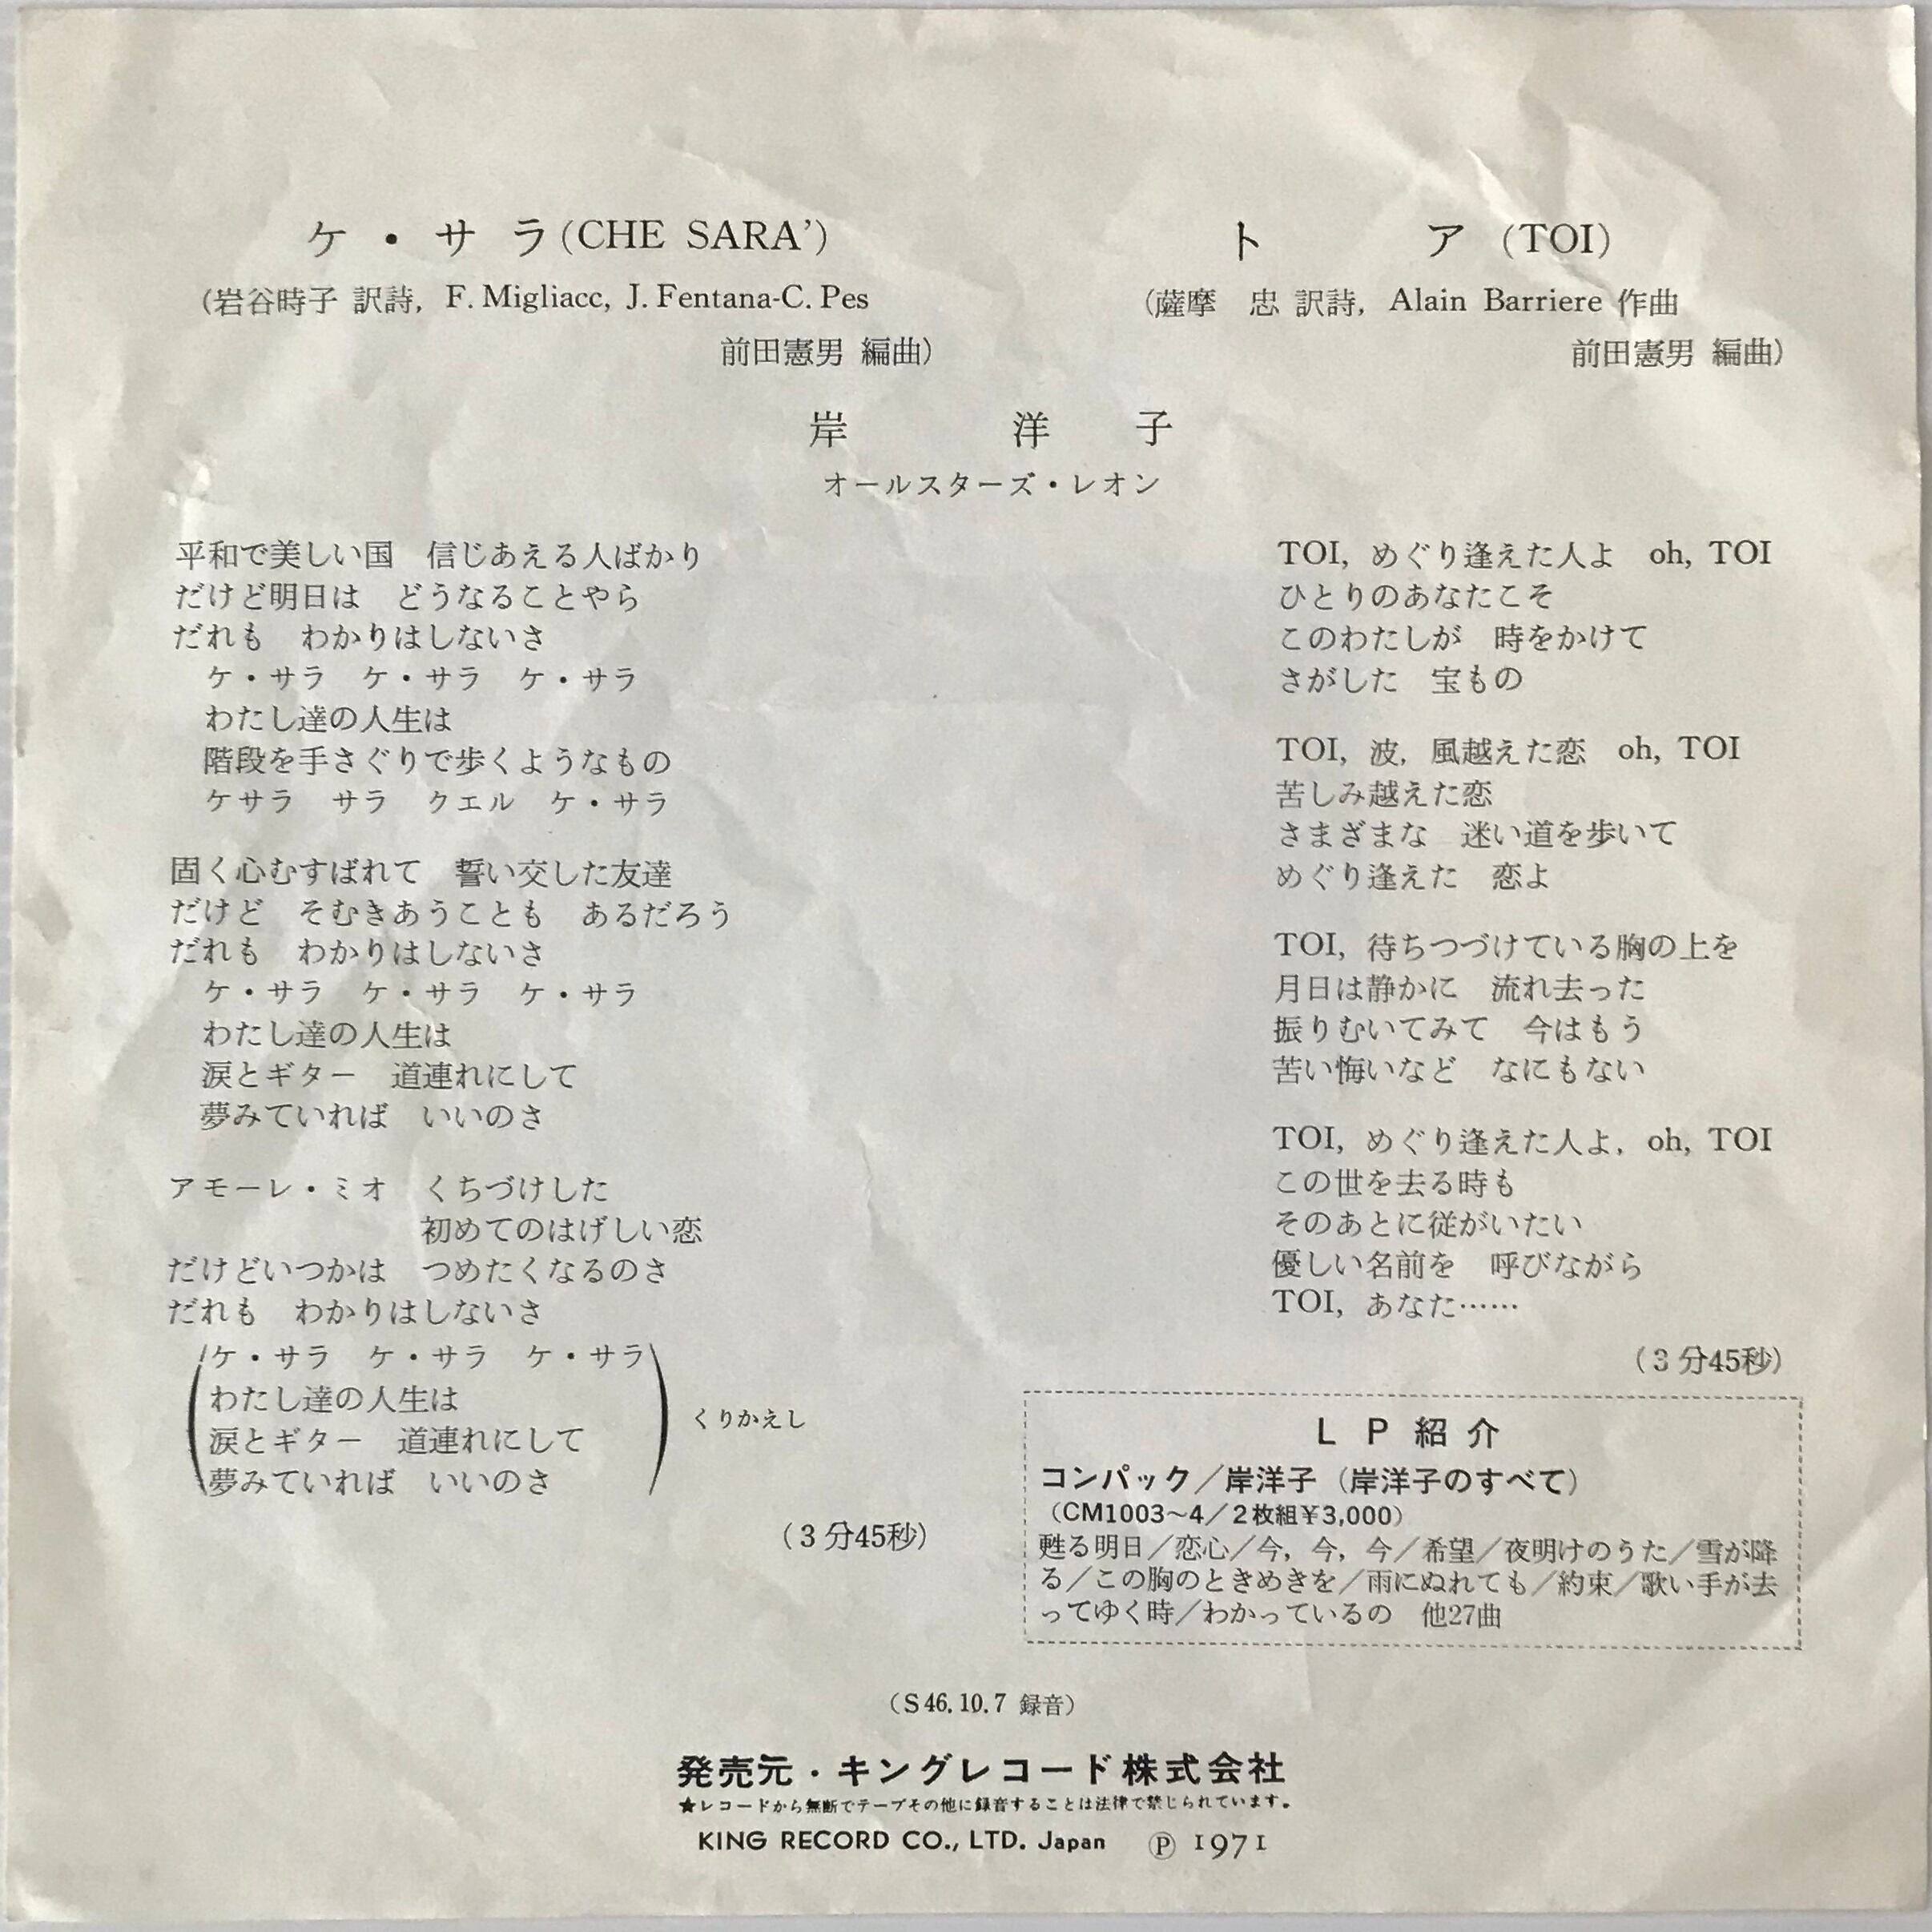 ケ・サラ(CHE SARA')
(岩谷時子 訳詩, F. Migliacc, J. Fentana-C. Pes
前田憲男 編曲)
ト ア (TOI)
(薩摩 忠 訳詩, Alain Barriere 作曲
前田憲男 編曲)
岸 洋 子
オールスターズ・レオン
平和で美しい国 信じあえる人ばかり
だけど明日は どうなることやら
だれも わかりはしないさ
ケ・サラ ケ・サラ ケ・サラ
わたし達の人生は
階段を手さぐりで歩くようなもの
ケサラ サラ クエル ケ・サラ
固く心むすばれて 誓い交した友達
だけど そむきあうことも あるだろう
だれも わかりはしないさ
ケ・サラ ケ・サラ ケ・サラ
わたし達の人生は
涙とギター 道連れにして
夢みていれば いいのさ
アモーレ・ミオ くちづけした
初めてのはげしい恋
だけどいつかは つめたくなるのさ
だれも わかりはしないさ
(ケ・サラ ケ・サラ ケ・サラ
わたし達の人生は
涙とギター 道連れにして
夢みていれば いいのさ) くりかえし
(3分45秒)
TOI, めぐり逢えた人よ oh, TOI
ひとりのあなたこそ
このわたしが 時をかけて
さがした 宝もの
TOI, 波, 風越えた恋 oh, TOI
苦しみ越えた恋
さまざまな 迷い道を歩いて
めぐり逢えた 恋よ
TOI, 待ちつづけている胸の上を
月日は静かに 流れ去った
振りむいてみて 今はもう
苦い悔いなど なにもない
TOI, めぐり逢えた人よ, oh, TOI
この世を去る時も
そのあとに従がいたい
優しい名前を 呼びながら
TOI, あなた……
(3分45秒)
LP紹介
コンパック/岸洋子(岸洋子のすべて)
(CM1003~4/2枚組¥3,000)
甦る明日/恋心/今, 今, 今/希望/夜明けのうた/雪が降
る/この胸のときめきを/雨にぬれても/約束/歌い手が去
ってゆく時/わかっているの 他27曲
(S46.10.7 録音)
発売元・キングレコード株式会社
★レコードから無断でテープその他に録音することは法律で禁じられています。
KING RECORD CO., LTD. Japan Ⓟ 1971